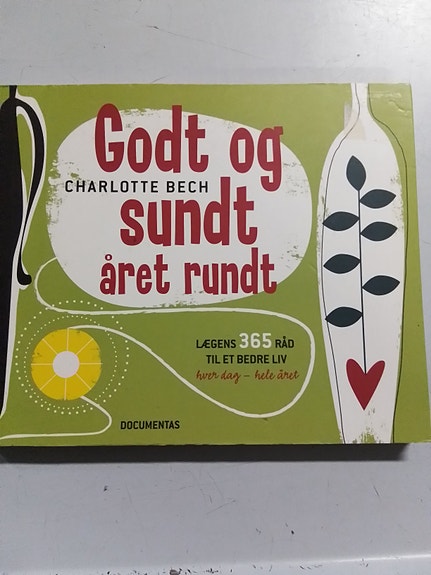 Godt og
CHARLOTTE BECH
sundt
året rundt
LÆGENS 365 RÅD
TIL ET BEDRE LIV
hver dag – hele året
DOCUMENTAS